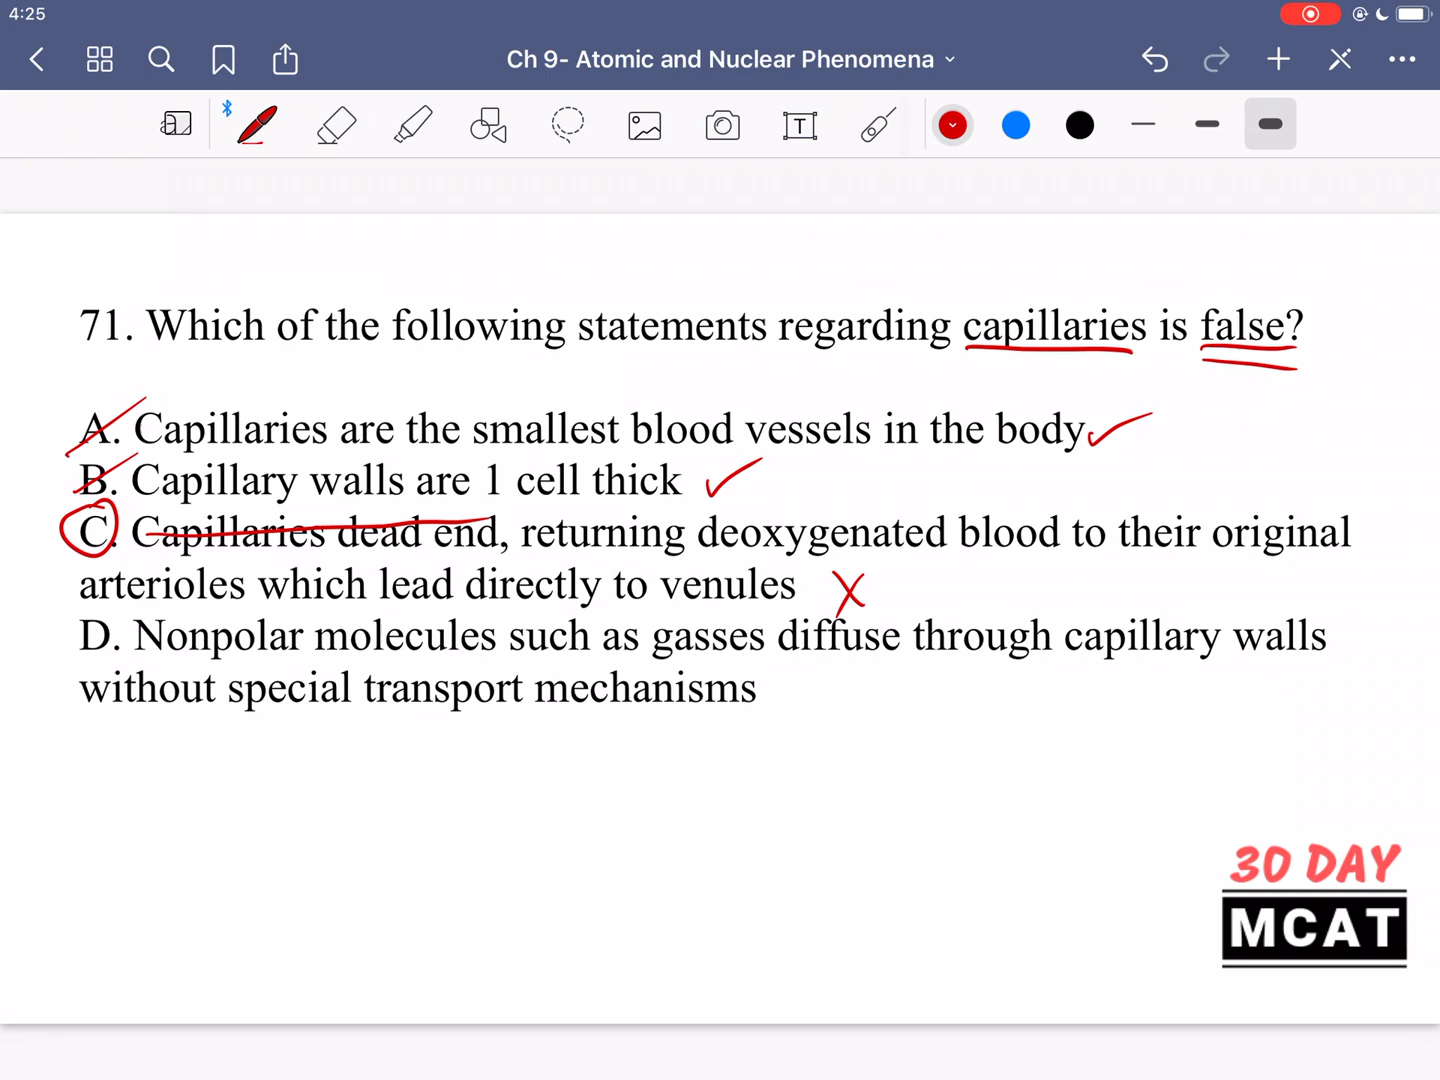 4:25
Ch 9- Atomic and Nuclear Phenomena
T
71. Which of the following statements regarding capillaries is false?
A. Capillaries are the smallest blood vessels in the body
B. Capillary walls are 1 cell thick
C. Capillaries dead end, returning deoxygenated blood to their original
arterioles which lead directly to venules
D. Nonpolar molecules such as gasses diffuse through capillary walls
without special transport mechanisms
30 DAY
MCAT